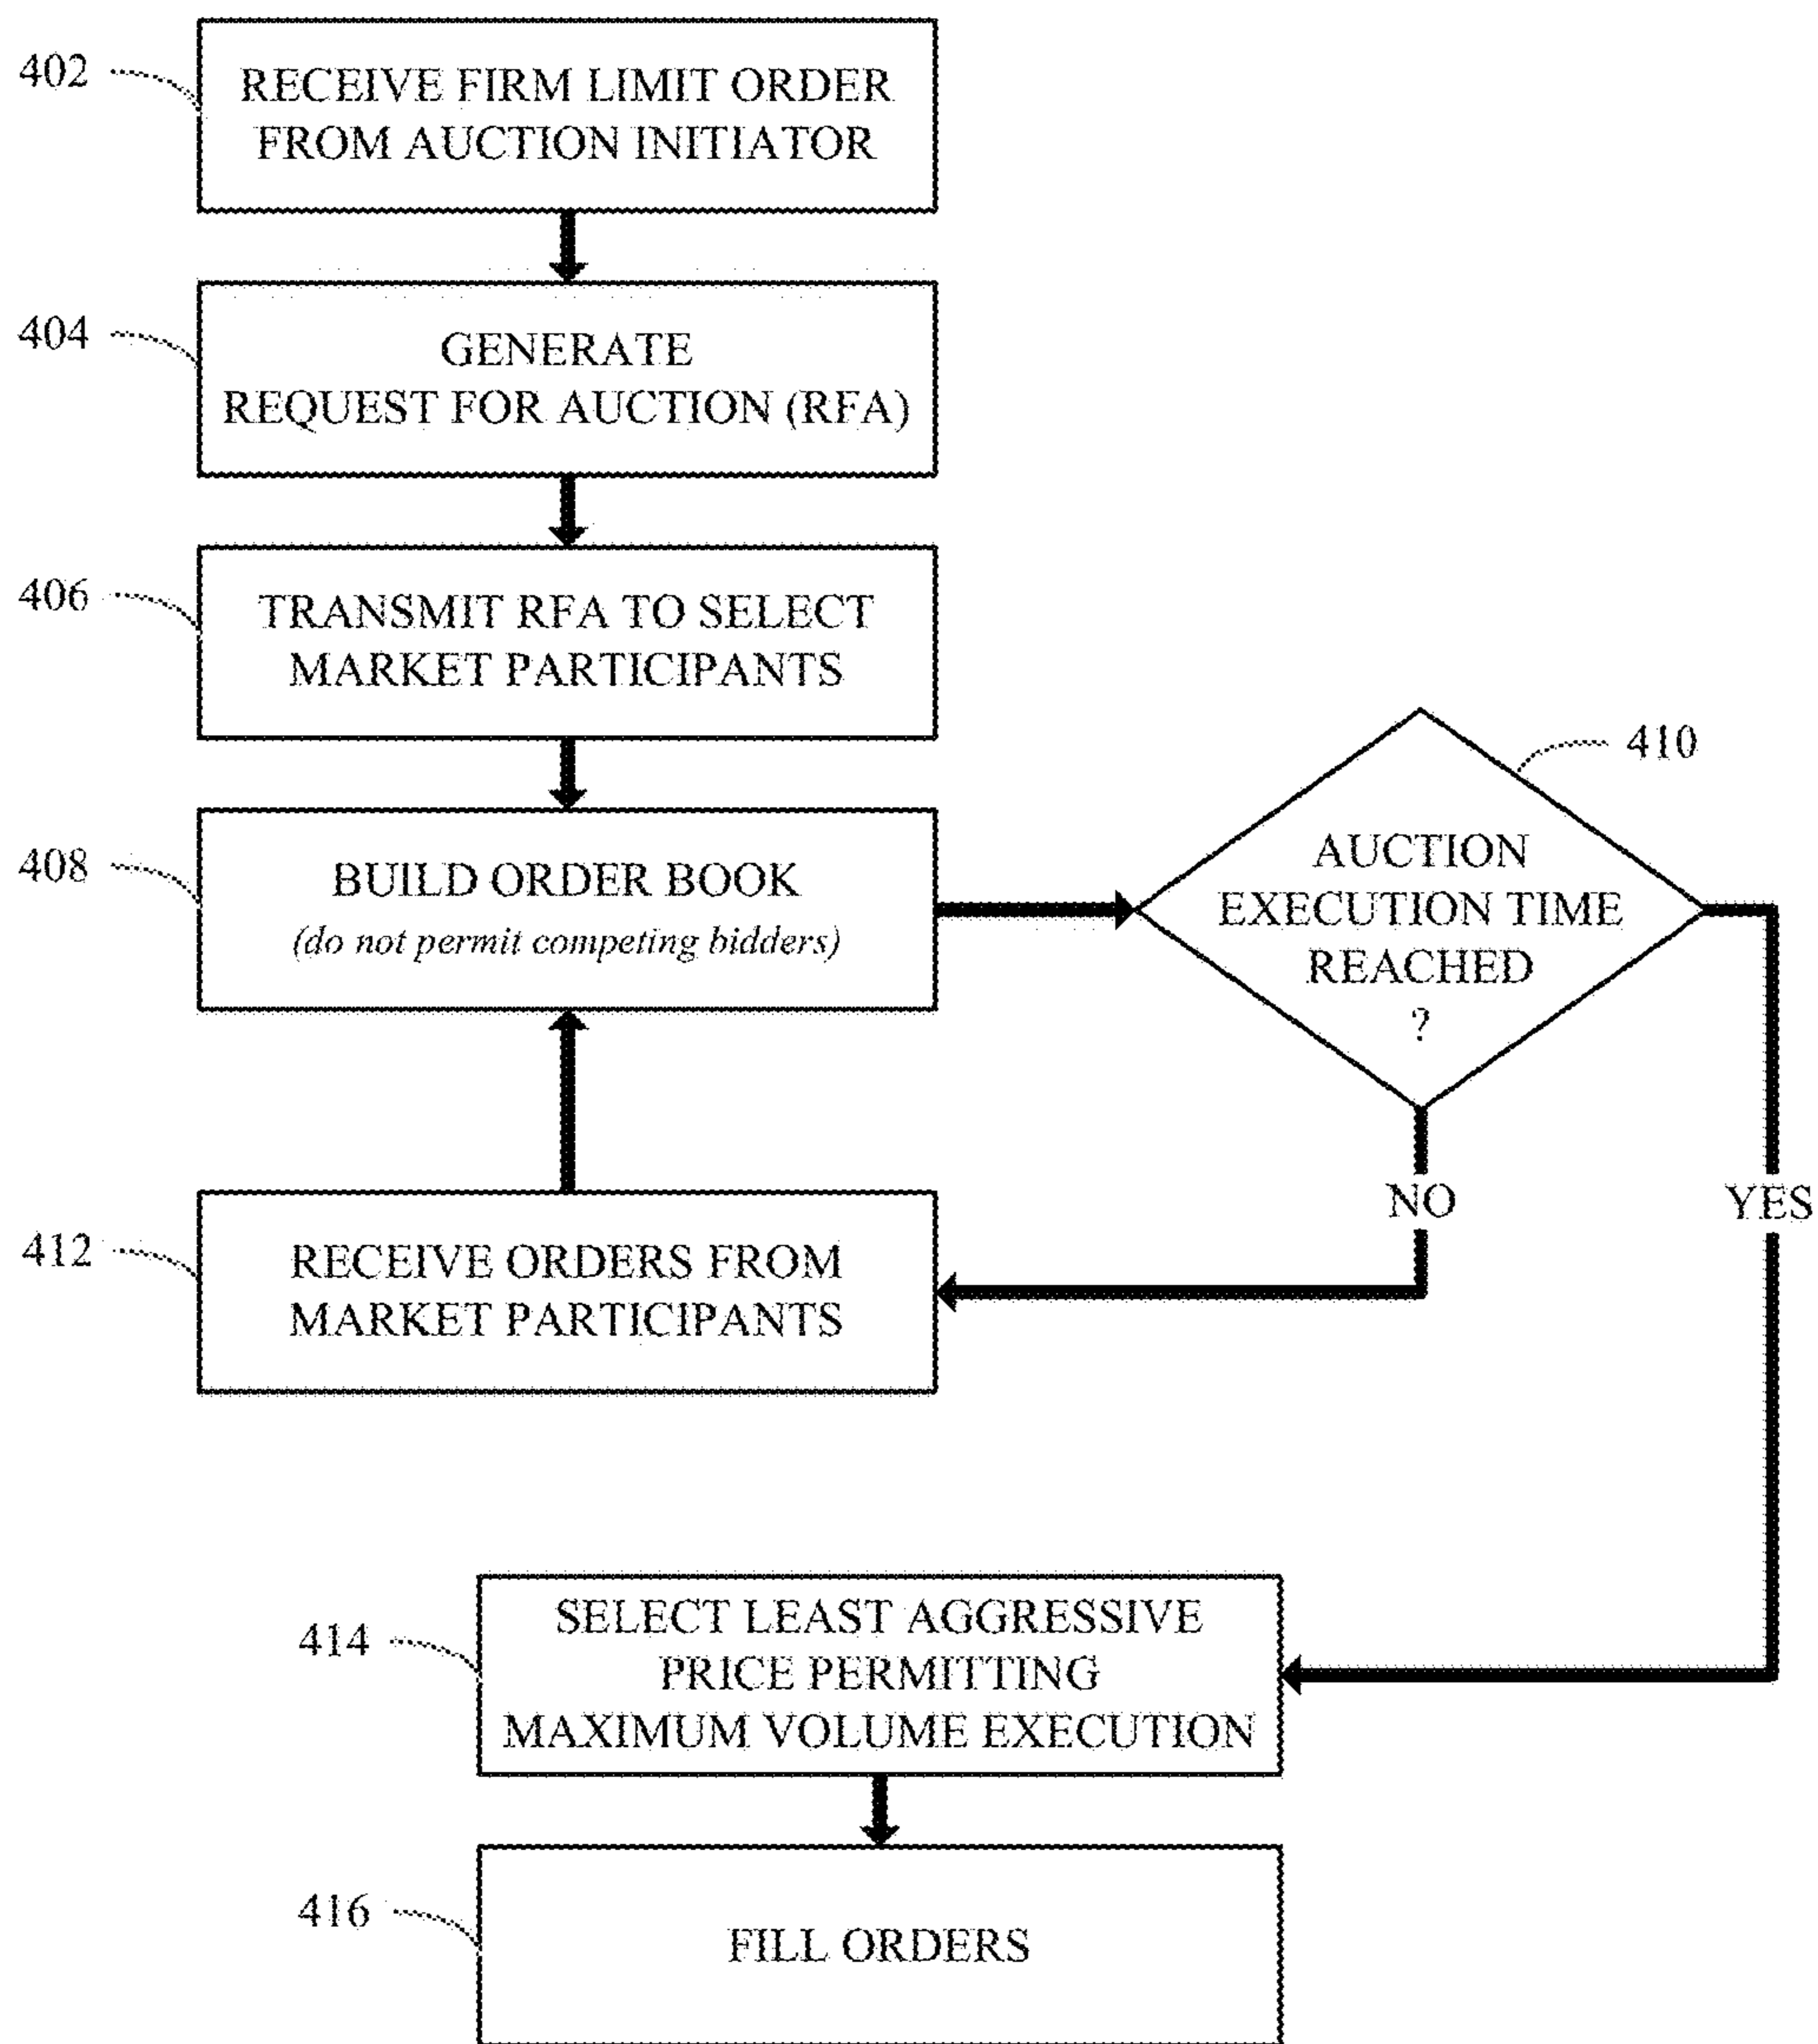 402
RECEIVE FIRM LIMIT ORDER
FROM AUCTION INITIATOR
404
GENERATE
REQUEST FOR AUCTION (RFA)
406
TRANSMIT RFA TO SELECT
MARKET PARTICIPANTS
408
BUILD ORDER BOOK
(do not permit competing bidders)
410
AUCTION
EXECUTION TIME
REACHED
?
NO
YES
412
RECEIVE ORDERS FROM
MARKET PARTICIPANTS
414
SELECT LEAST AGGRESSIVE
PRICE PERMITTING
MAXIMUM VOLUME EXECUTION
416
FILL ORDERS